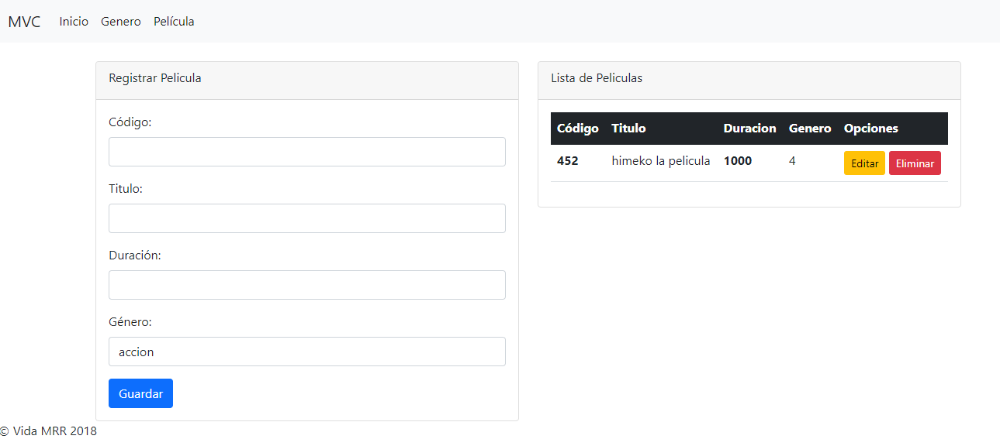 MVC Inicio Genero Película
Registrar Pelicula
Código:
Titulo:
Duración:
Género:
accion
Guardar
Lista de Peliculas
Código Titulo Duracion Genero Opciones
452 himeko la pelicula 1000 4 Editar Eliminar
© Vida MRR 2018